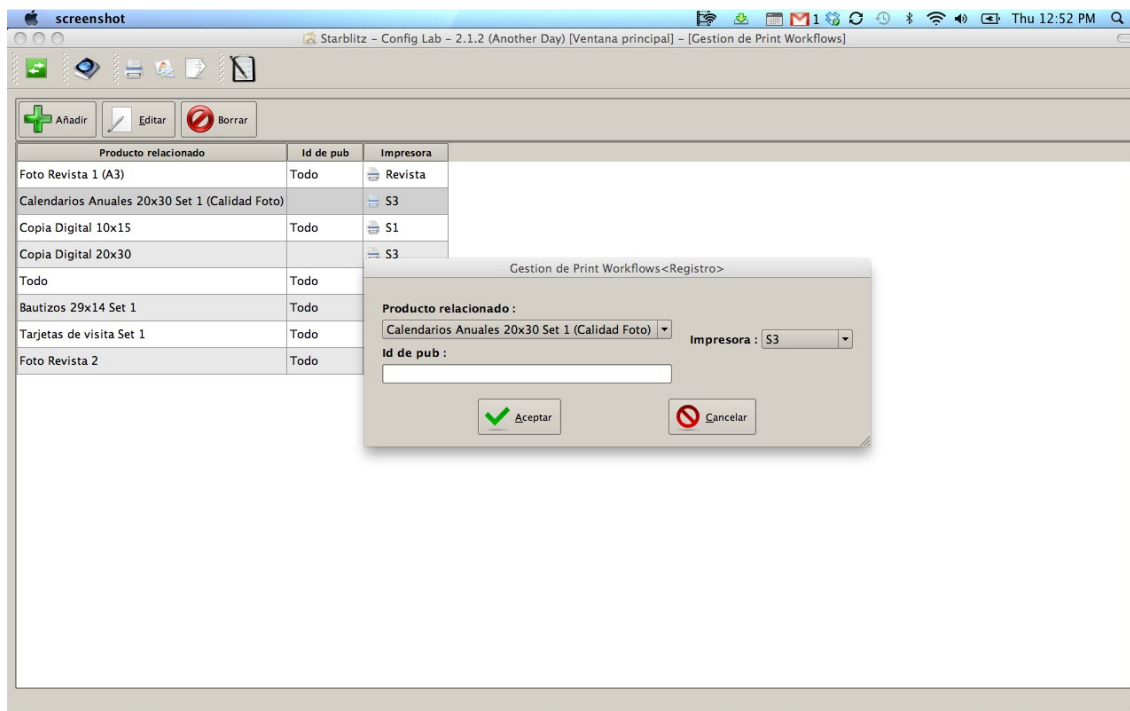 screenshot 1 Thu 12:52 PM
Starblitz – Config Lab – 2.1.2 (Another Day) [Ventana principal] – [Gestion de Print Workflows]
Añadir Editar Borrar
Producto relacionado Id de pub Impresora
Foto Revista 1 (A3) Todo Revista
Calendarios Anuales 20x30 Set 1 (Calidad Foto) S3
Copia Digital 10x15 Todo S1
Copia Digital 20x30 S3
Todo Todo
Bautizos 29x14 Set 1 Todo
Tarjetas de visita Set 1 Todo
Foto Revista 2 Todo
Gestion de Print Workflows<Registro>
Producto relacionado :
Calendarios Anuales 20x30 Set 1 (Calidad Foto)
Impresora : S3
Id de pub :
Aceptar Cancelar